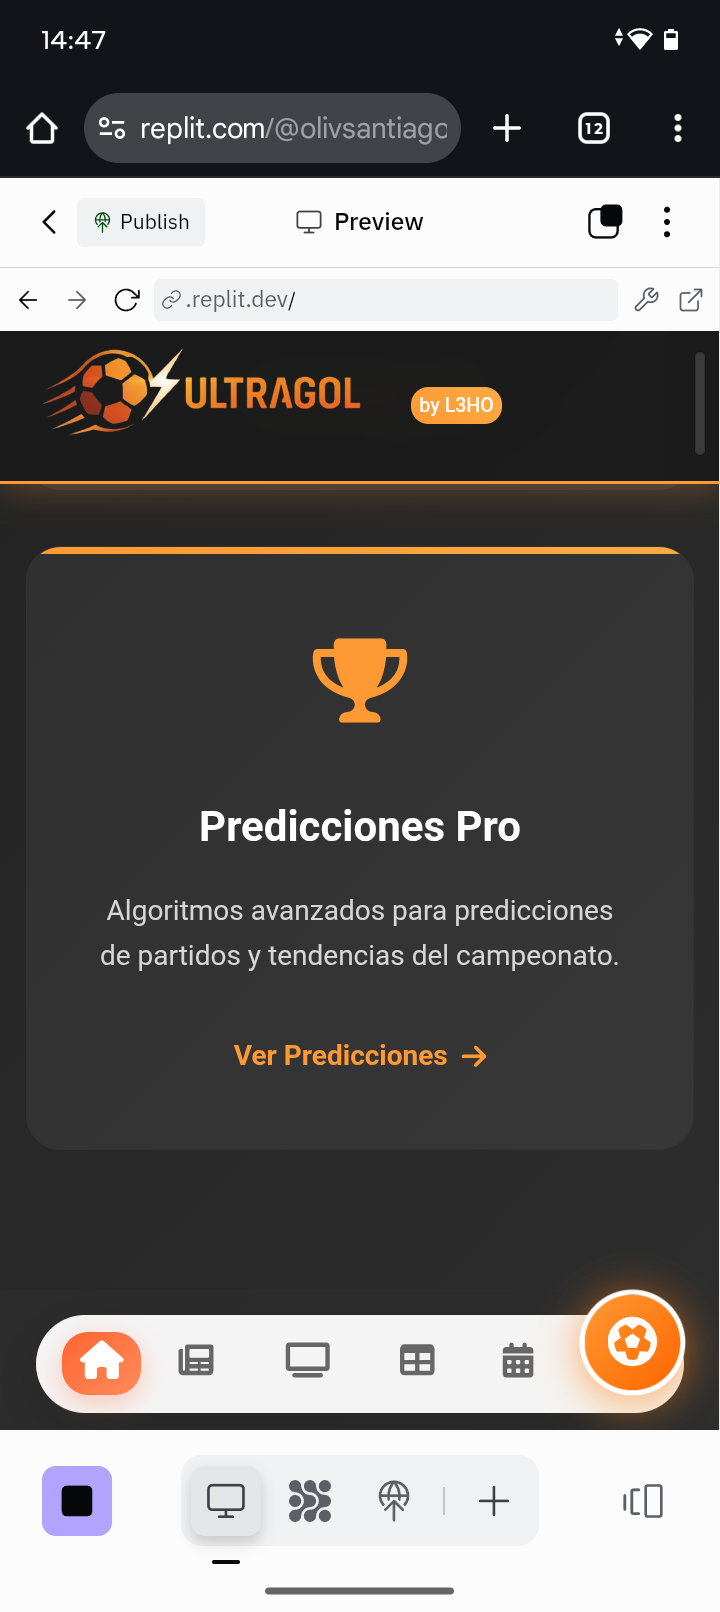 14:47
replit.com/@olivsantiago
12
Publish
Preview
.replit.dev/
ULTRAGOL
by L3HO
Predicciones Pro
Algoritmos avanzados para predicciones
de partidos y tendencias del campeonato.
Ver Predicciones →